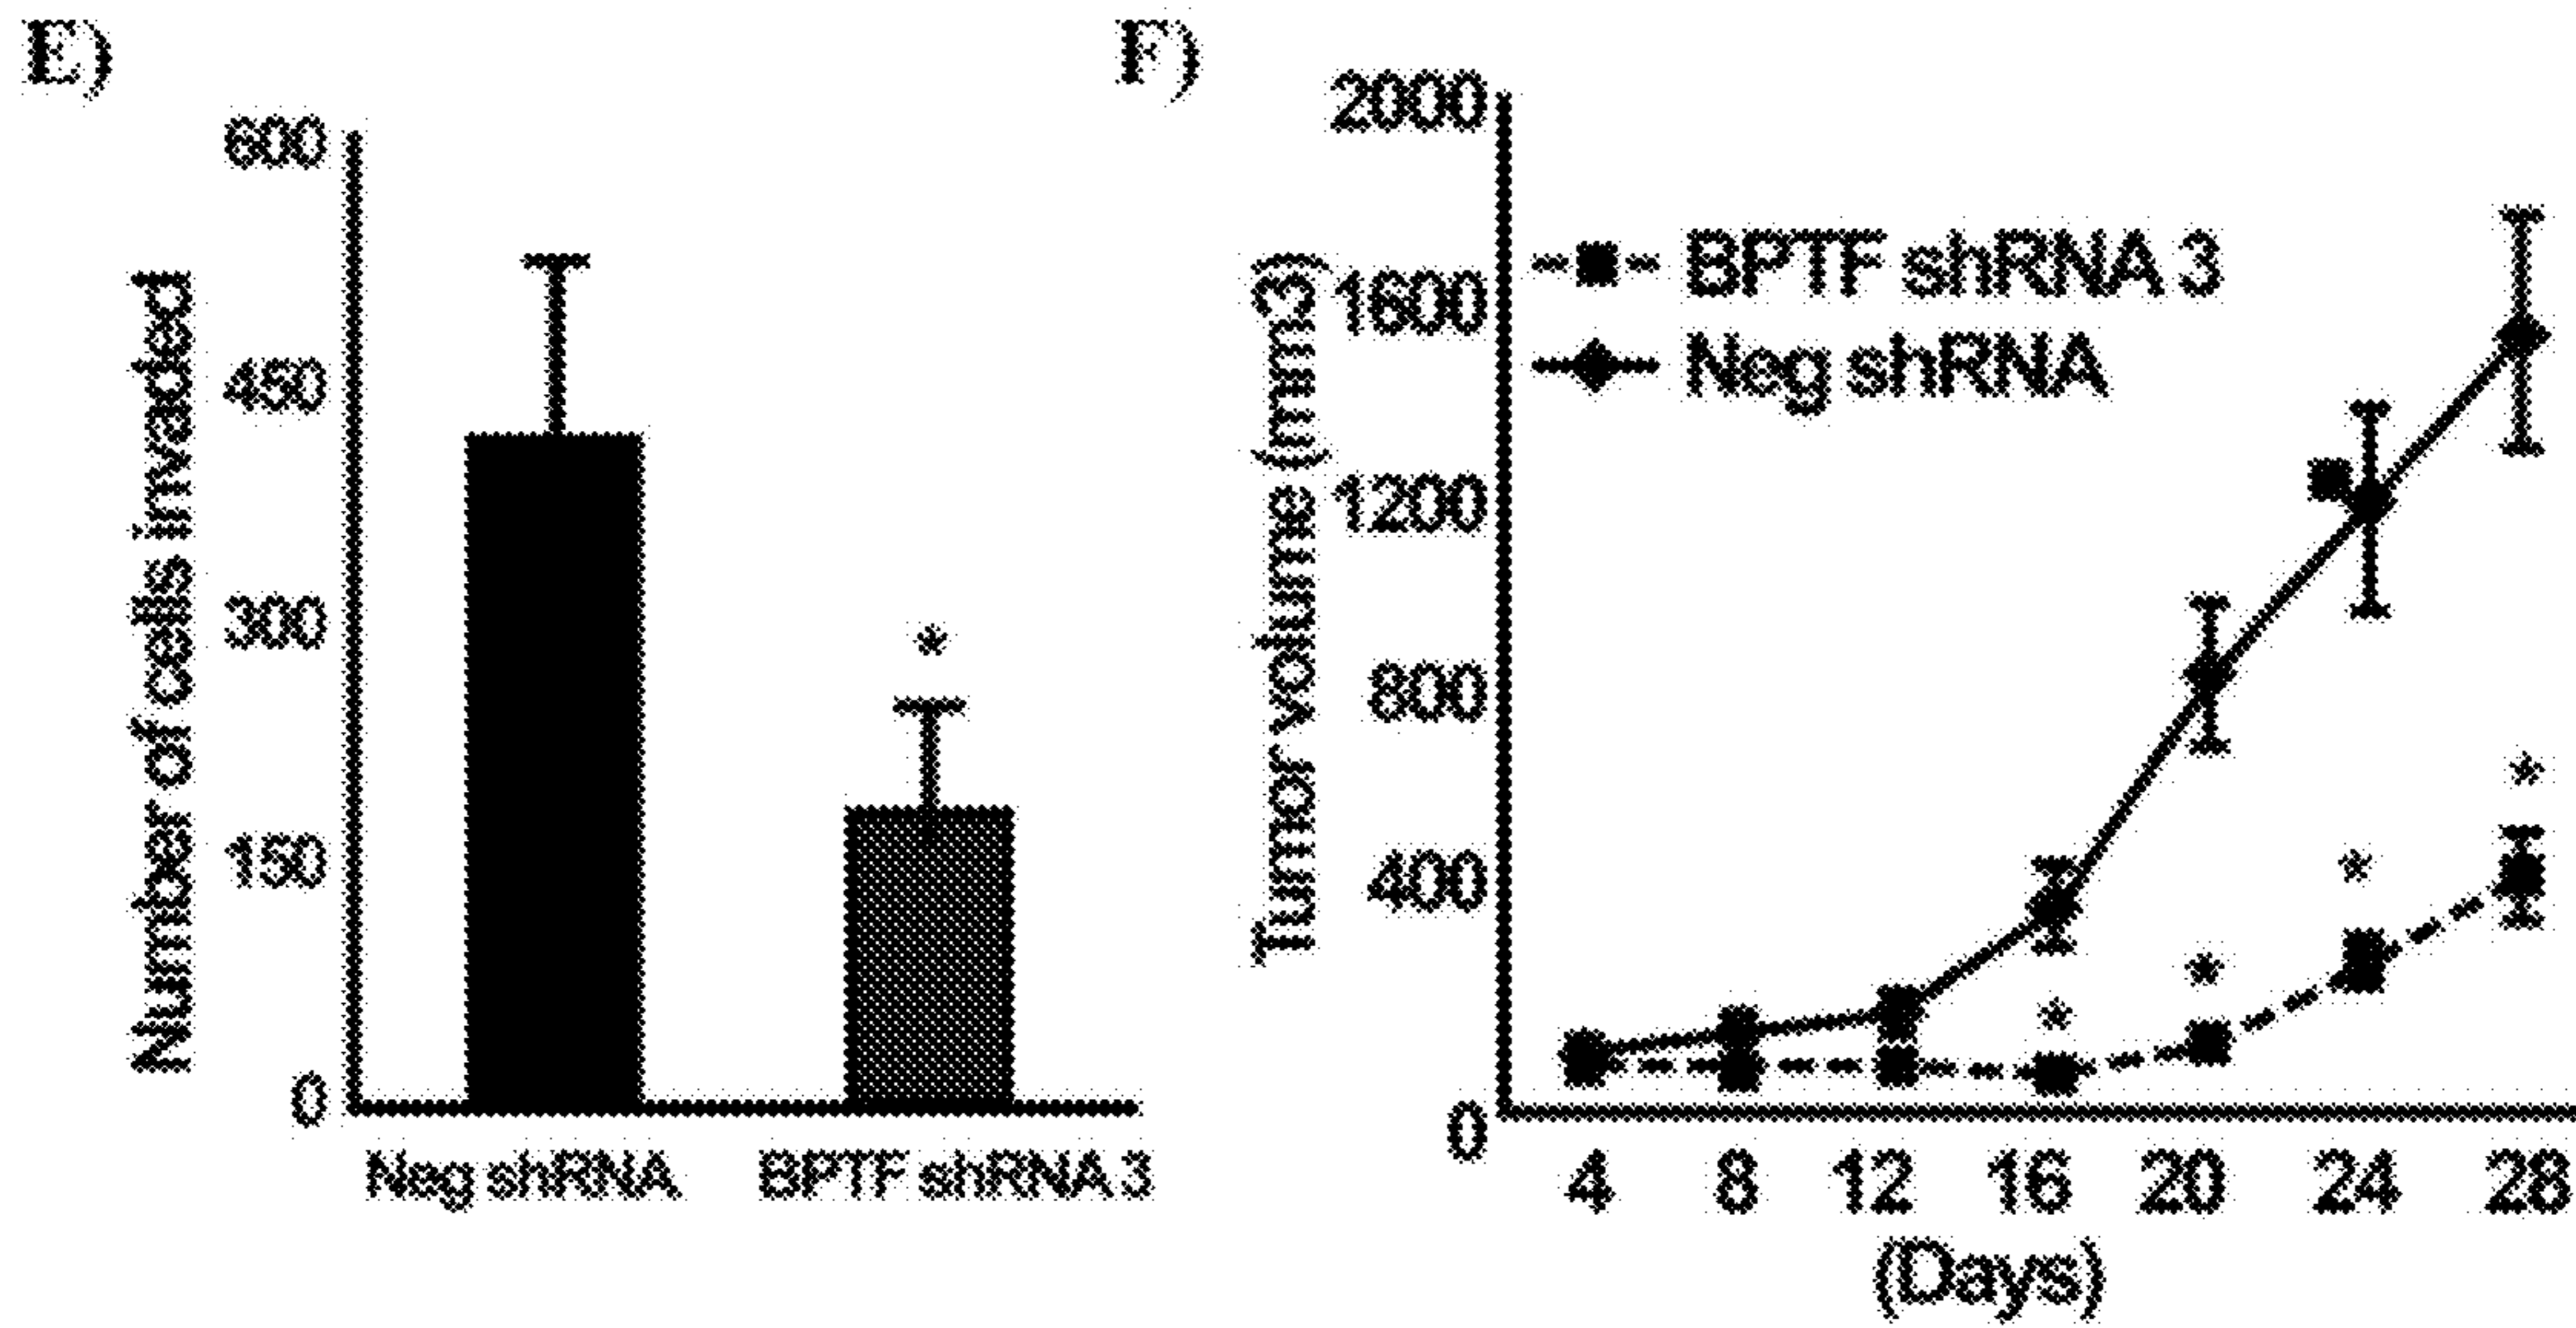 E)
600
450
300
150
0
Number of cells invaded
*
Neg shRNA
BPTF shRNA 3
F)
2000
1600
1200
800
400
0
Tumor volume (mm3)
BPTF shRNA 3
Neg shRNA
*
*
*
*
4 8 12 16 20 24 28
(Days)